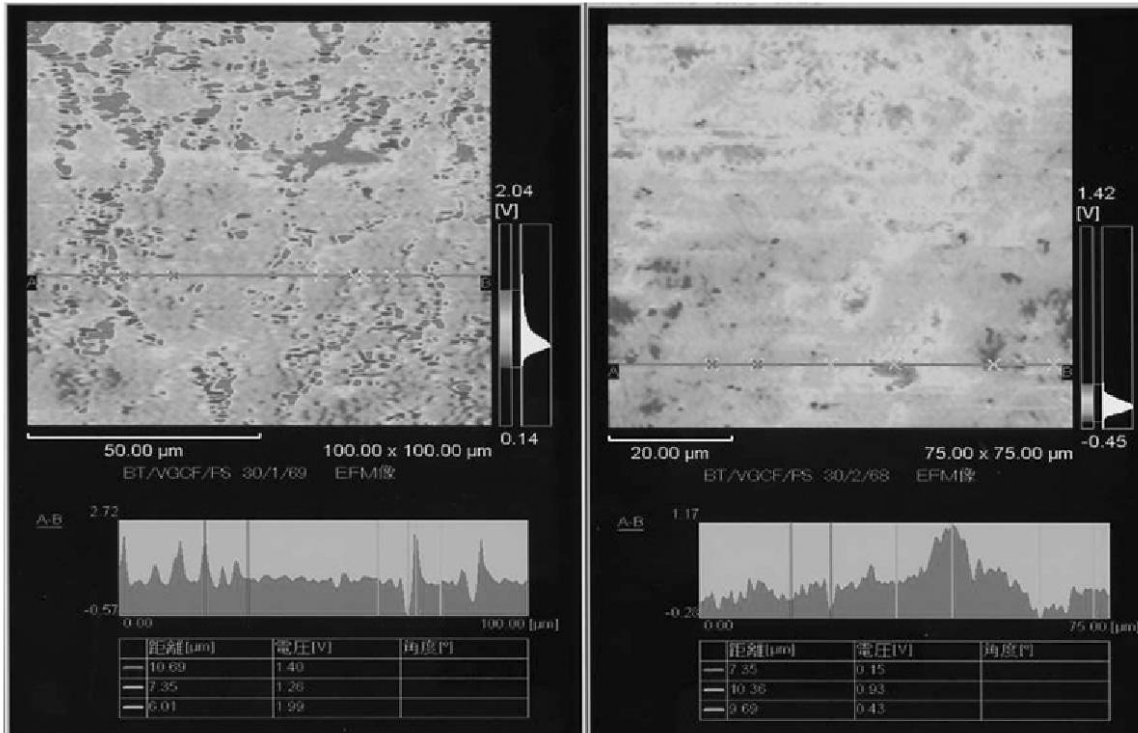 2.04
[V]
A
B
0.14
50.00 µm
100.00 x 100.00 µm
BT/VGCF/PS 30/1/69 EFM像
A-B
2.72
-0.57
0.00
100.00 [µm]
距離[µm] 電圧[V] 角度[°]
10.69 1.40
7.35 1.26
6.01 1.99
1.42
[V]
A
B
-0.45
20.00 µm
75.00 x 75.00 µm
BT/VGCF/PS 30/2/68 EFM像
A-B
1.17
-0.28
0.00
75.00 [µm]
距離[µm] 電圧[V] 角度[°]
7.35 0.15
10.36 0.93
9.69 0.43